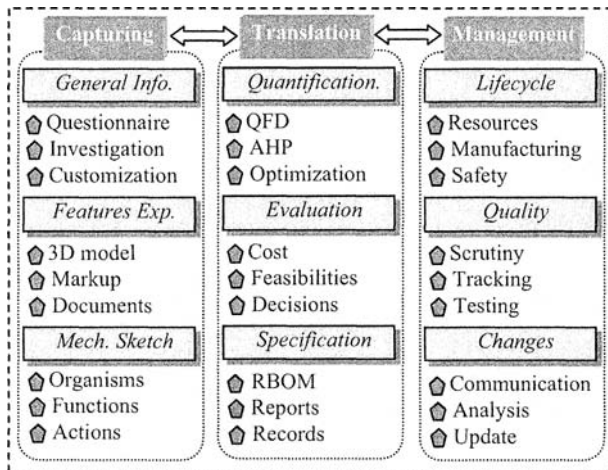 Capturing
Translation
Management
General Info.
Questionnaire
Investigation
Customization
Features Exp.
3D model
Markup
Documents
Mech. Sketch
Organisms
Functions
Actions
Quantification.
QFD
AHP
Optimization
Evaluation
Cost
Feasibilities
Decisions
Specification
RBOM
Reports
Records
Lifecycle
Resources
Manufacturing
Safety
Quality
Scrutiny
Tracking
Testing
Changes
Communication
Analysis
Update